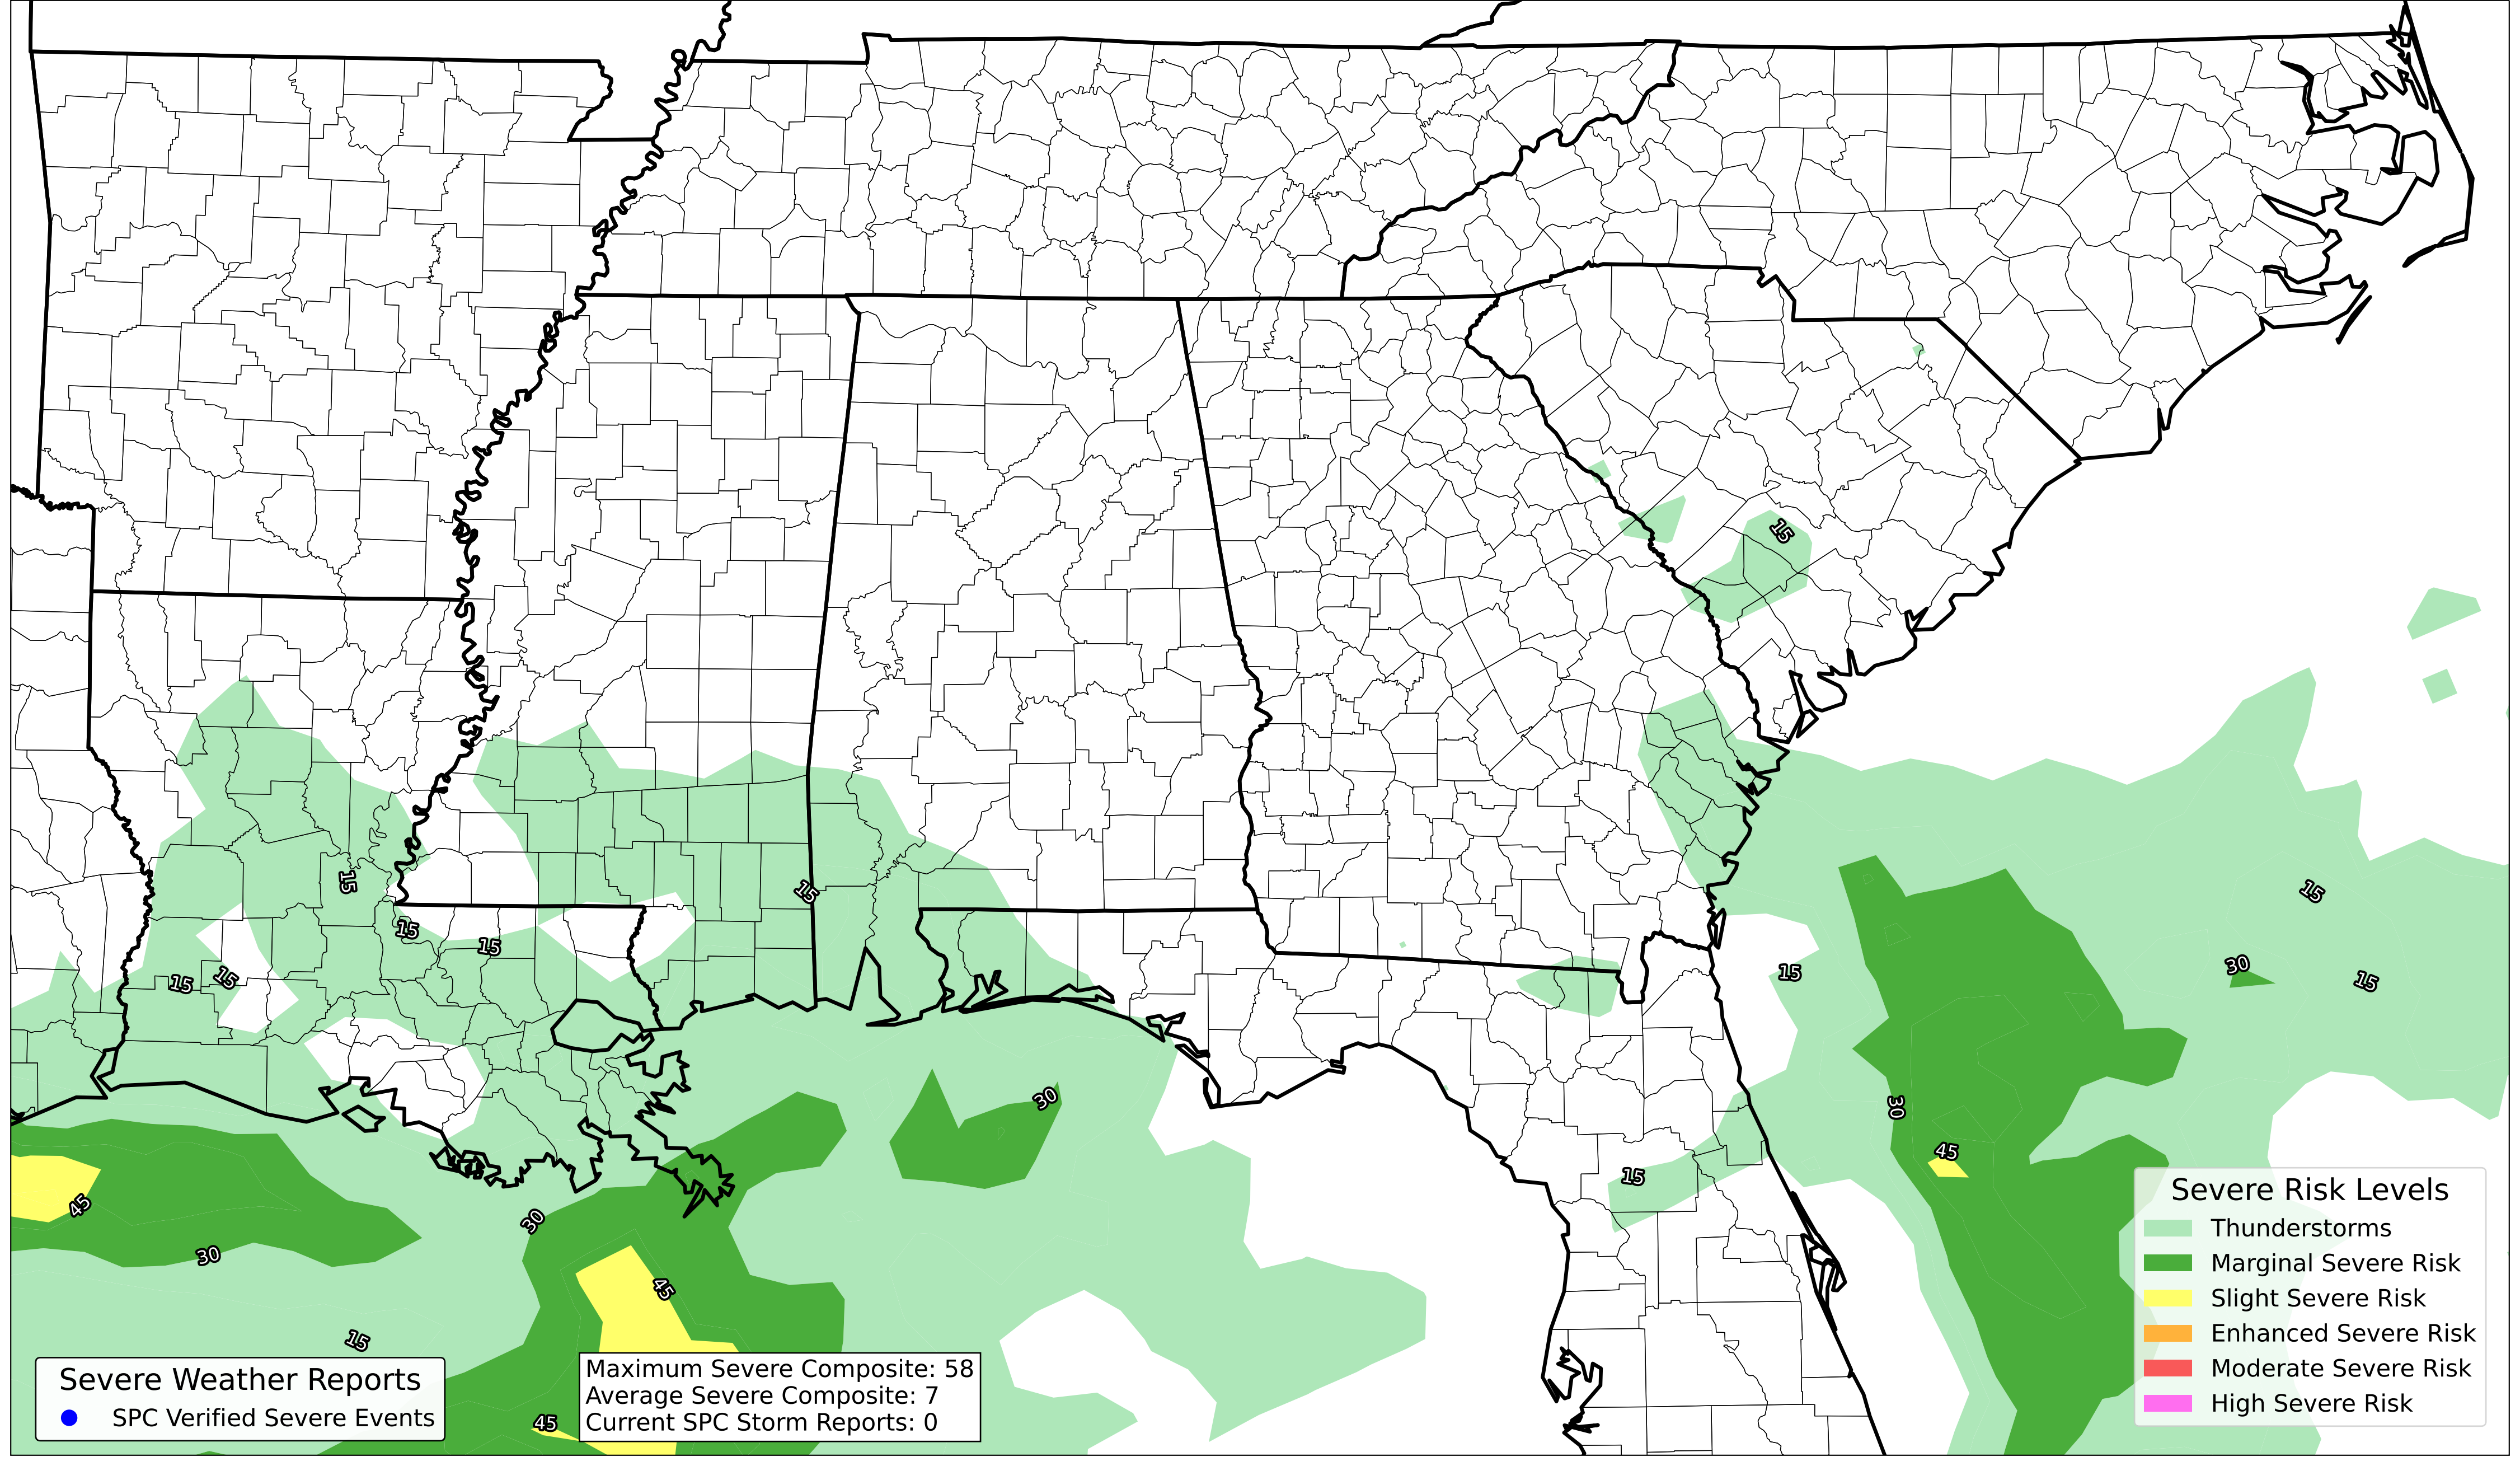 15
15
15
15
15
15
15
15
15
30
15
30
30
45
15
45
30
30
45
15
45
Severe Weather Reports
SPC Verified Severe Events
Maximum Severe Composite: 58
Average Severe Composite: 7
Current SPC Storm Reports: 0
Severe Risk Levels
Thunderstorms
Marginal Severe Risk
Slight Severe Risk
Enhanced Severe Risk
Moderate Severe Risk
High Severe Risk